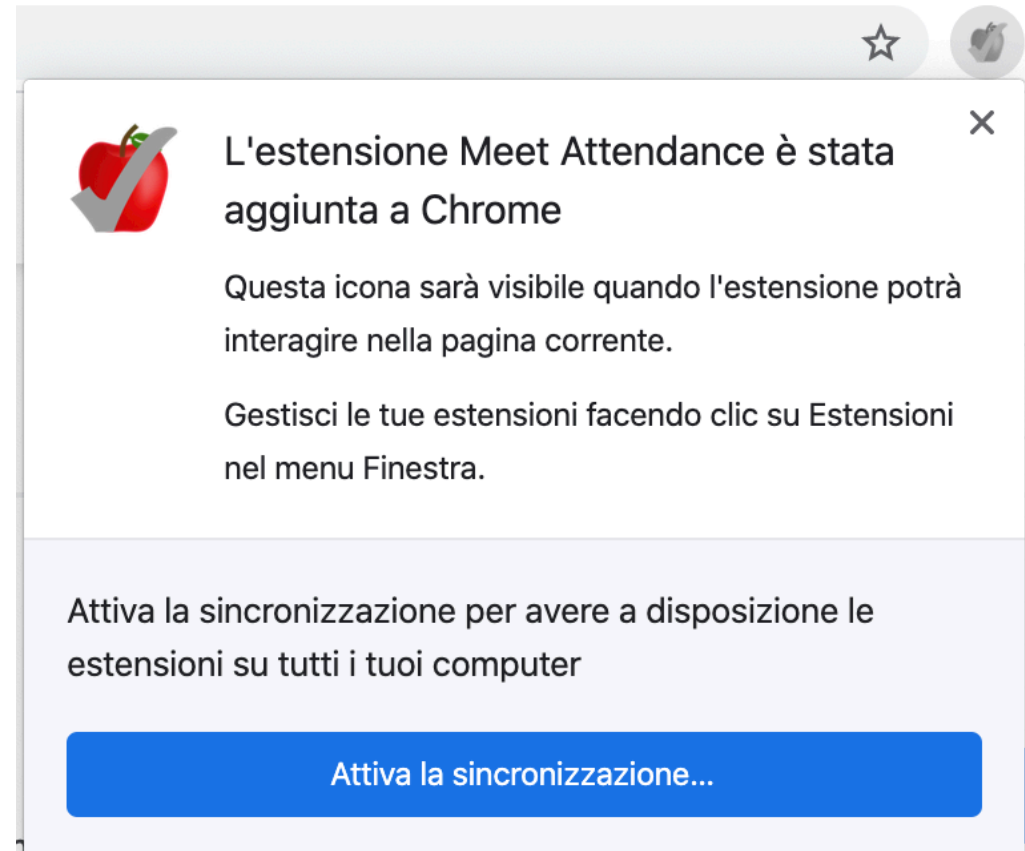 L'estensione Meet Attendance è stata
aggiunta a Chrome
Questa icona sarà visibile quando l'estensione potrà
interagire nella pagina corrente.
Gestisci le tue estensioni facendo clic su Estensioni
nel menu Finestra.
Attiva la sincronizzazione per avere a disposizione le
estensioni su tutti i tuoi computer
Attiva la sincronizzazione...